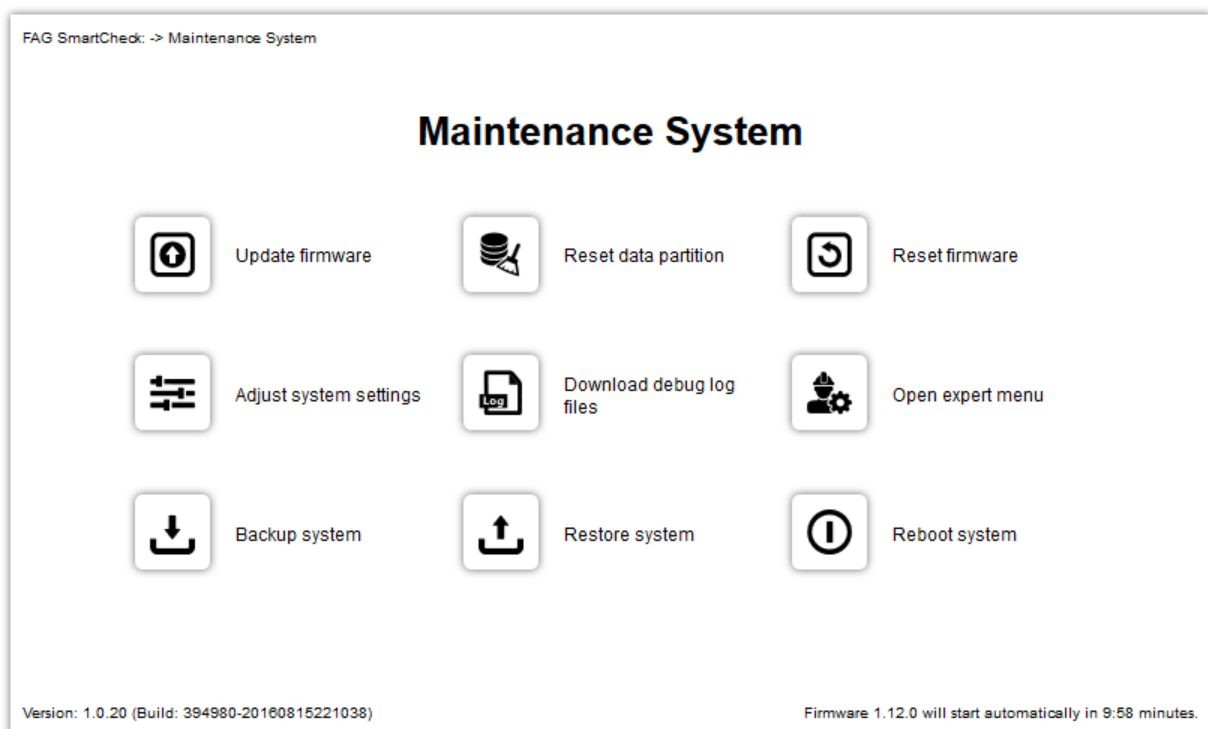 FAG SmartCheck: -> Maintenance System
Maintenance System
Update firmware
Reset data partition
Reset firmware
Adjust system settings
Download debug log
files
Log
Open expert menu
Backup system
Restore system
Reboot system
Version: 1.0.20 (Build: 394980-20160815221038)
Firmware 1.12.0 will start automatically in 9:58 minutes.